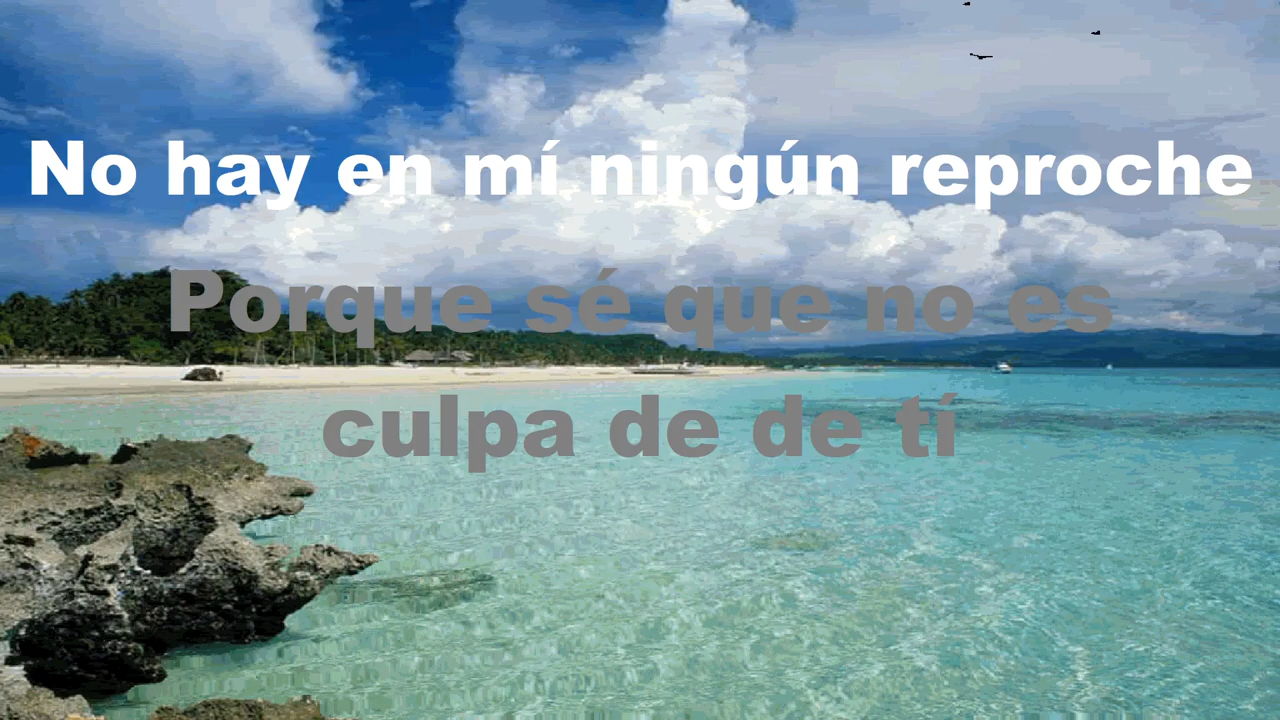 No hay en mí ningún reproche
Porque sé que no es
culpa de de tí